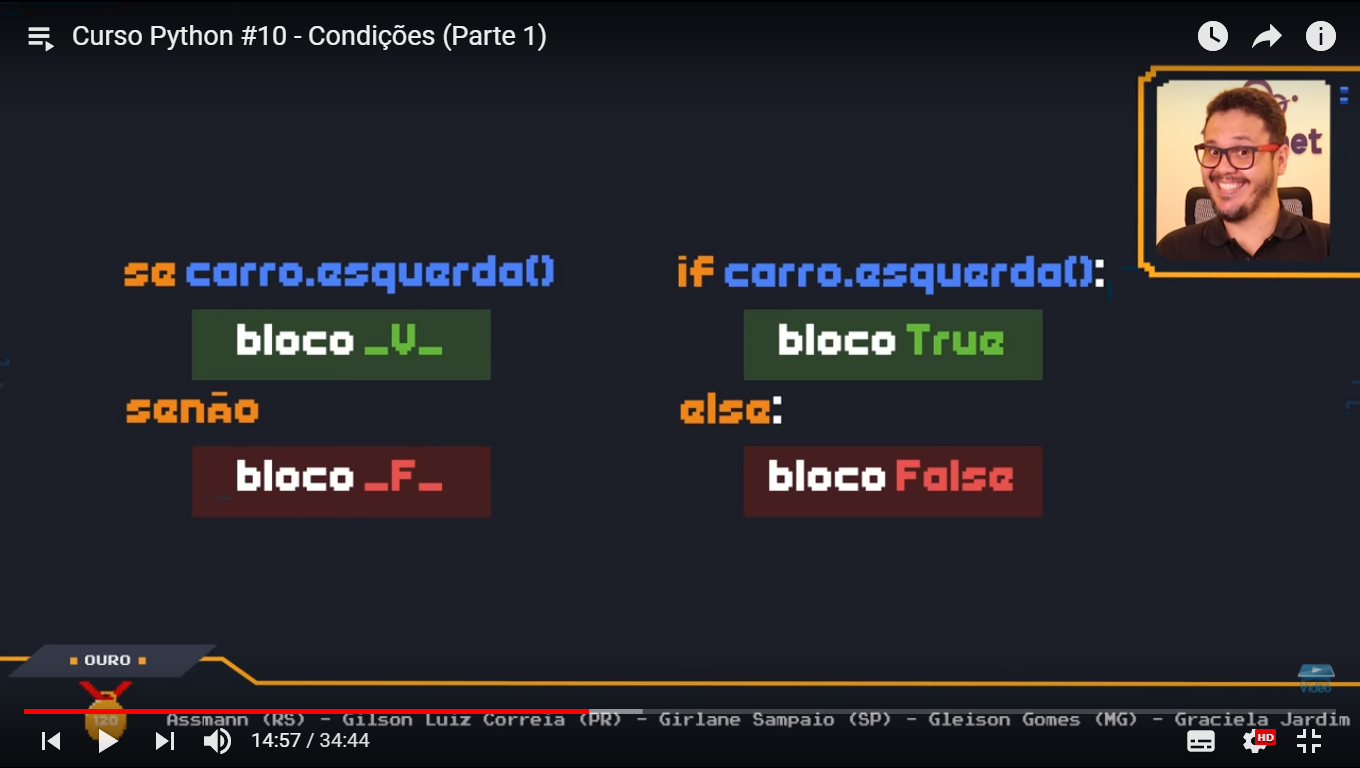 Curso Python #10 - Condições (Parte 1)
et
se carro.esquerda()
bloco _V_
senão
bloco _F_
if carro.esquerda():
bloco True
else:
bloco False
OURO
120
Assmann (RS) - Gilson Luiz Correia (PR) - Girlane Sampaio (SP) - Gleison Gomes (MG) - Graciela Jardim
Vídeo
14:57 / 34:44
HD